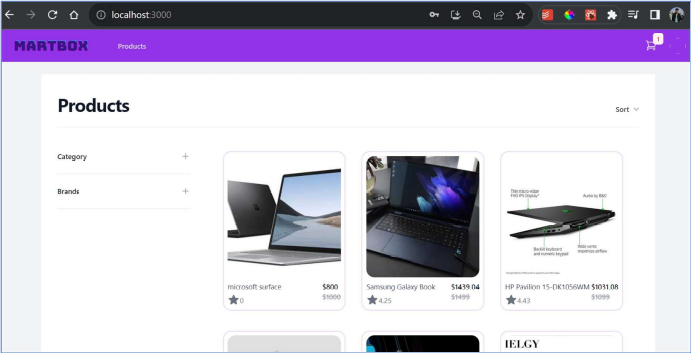 localhost:3000
MARTBOX
Products
1
Products
Sort
Category
Brands
microsoft surface $800
0 $1000
Samsung Galaxy Book $1439.04
4.25 $1499
Thin micro-edge
FHD IPS Display
Audio by B&O
Backlit keyboard
and numeric keypad
Wide vents
maximize airflow
HP Pavilion 15-DK1056WM $1031.08
4.43 $1099
IELGY